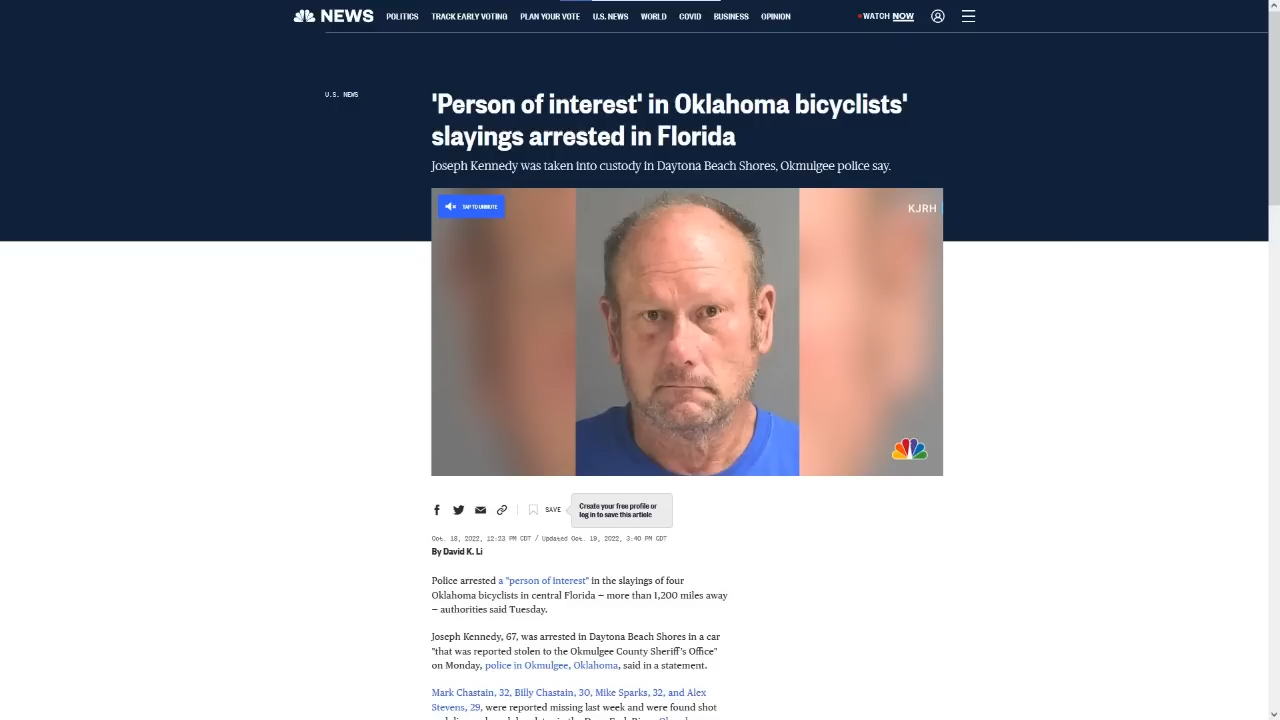 NEWS POLITICS TRACK EARLY VOTING PLAN YOUR VOTE U.S. NEWS WORLD COVID BUSINESS OPINION WATCH NOW
U.S. NEWS
'Person of interest' in Oklahoma bicyclists'
slayings arrested in Florida
Joseph Kennedy was taken into custody in Daytona Beach Shores, Okmulgee police say.
TAP TO UNMUTE
KJRH
SAVE
Create your free profile or
log in to save this article
Oct. 18, 2022, 12:23 PM CDT / Updated Oct. 19, 2022, 3:40 PM CDT
By David K. Li
Police arrested a "person of interest" in the slayings of four
Oklahoma bicyclists in central Florida — more than 1,200 miles away
— authorities said Tuesday.
Joseph Kennedy, 67, was arrested in Daytona Beach Shores in a car
"that was reported stolen to the Okmulgee County Sheriff's Office"
on Monday, police in Okmulgee, Oklahoma, said in a statement.
Mark Chastain, 32, Billy Chastain, 30, Mike Sparks, 32, and Alex
Stevens, 29, were reported missing last week and were found shot